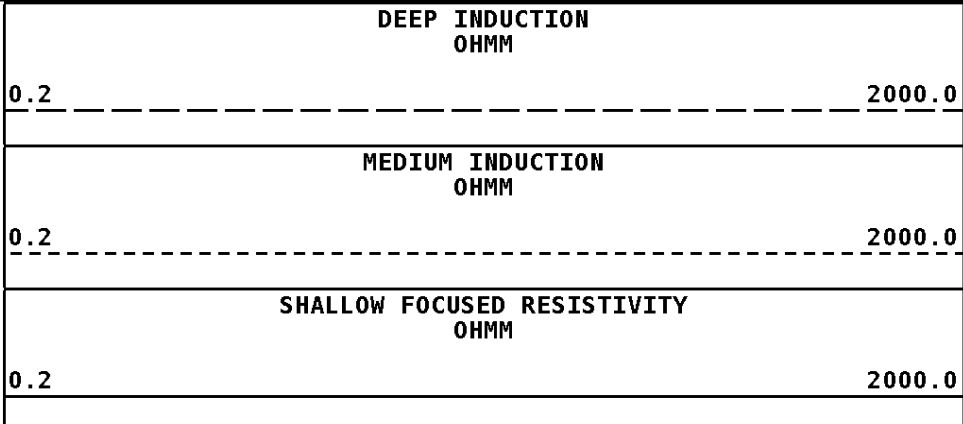 DEEP INDUCTION
OHMM
0.2 2000.0
MEDIUM INDUCTION
OHMM
0.2 2000.0
SHALLOW FOCUSED RESISTIVITY
OHMM
0.2 2000.0